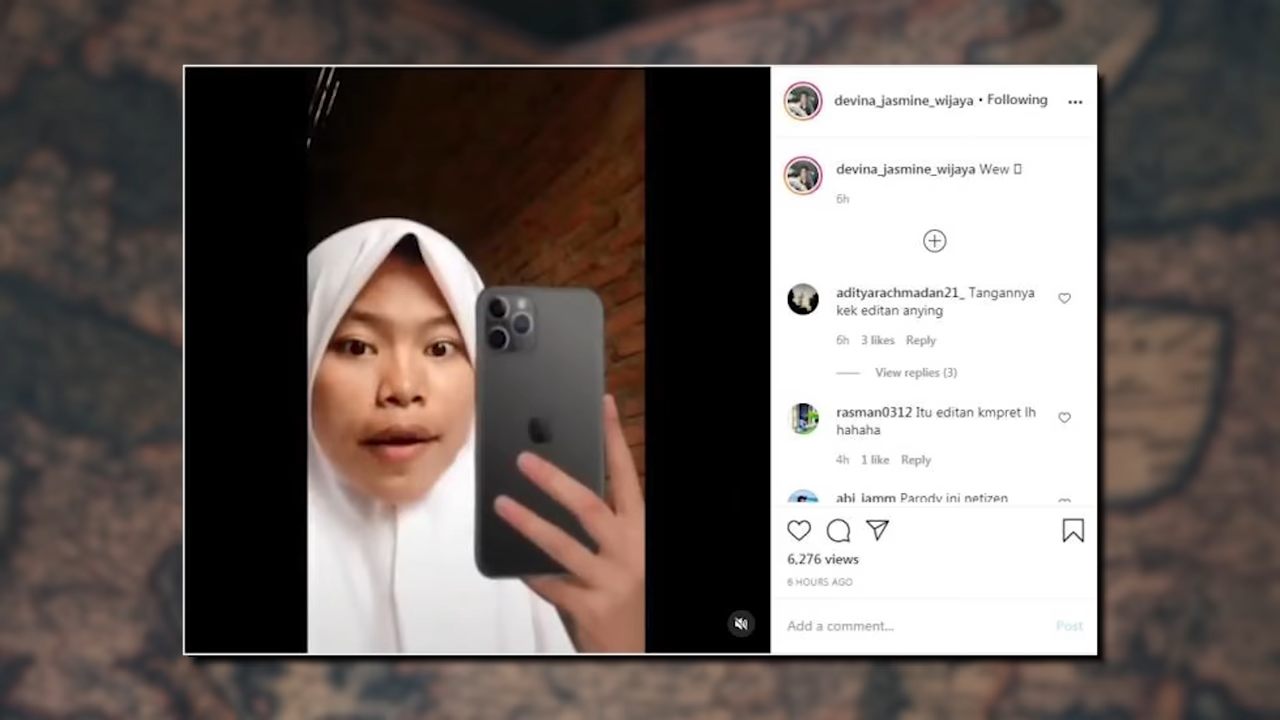 devina_jasmine_wijaya • Following
devina_jasmine_wijaya Wew
6h
adityarachmadan21_ Tangannya
kek editan anying
6h 3 likes Reply
View replies (3)
rasman0312 Itu editan kmpret lh
hahaha
4h 1 like Reply
abi_jamm Parody ini netizen
6,276 views
6 HOURS AGO
Add a comment...
Post